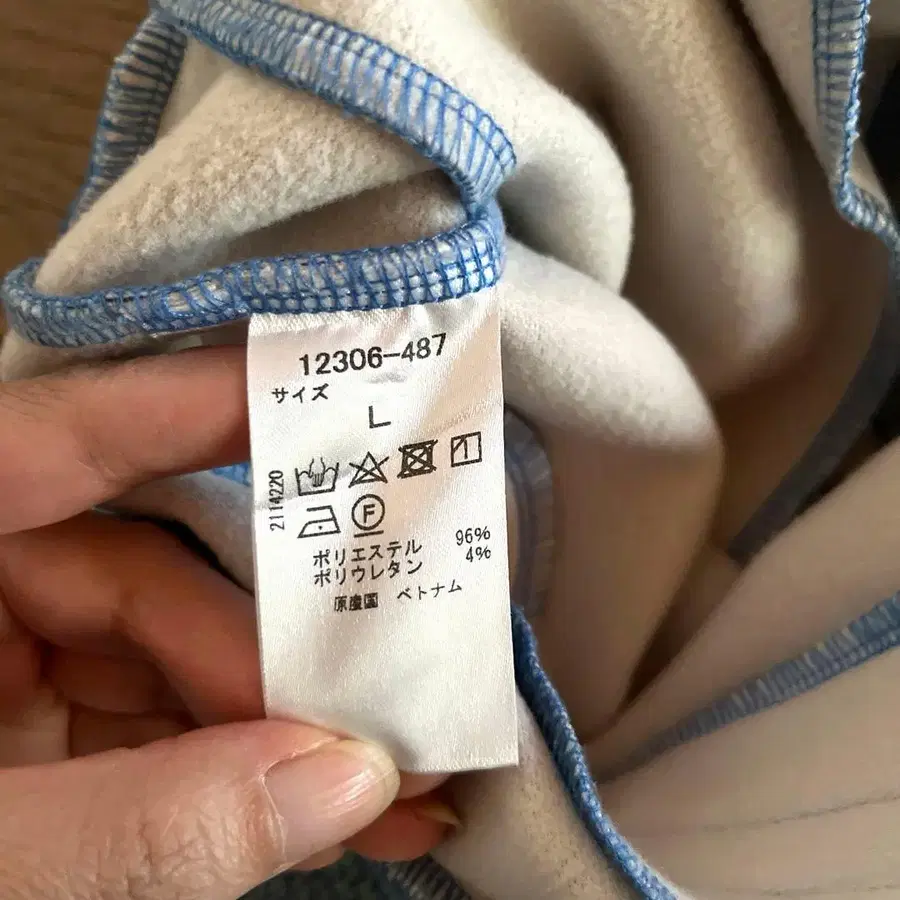 12306-487
サイズ
L
2114220
F
ポリエステル 96%
ポリウレタン 4%
原産国 ベトナム